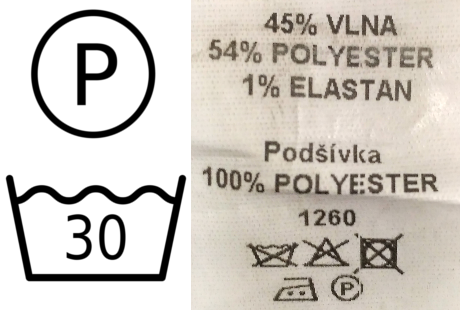 P
30
45% VLNA
54% POLYESTER
1% ELASTAN
Podšívka
100% POLYESTER
1260
P